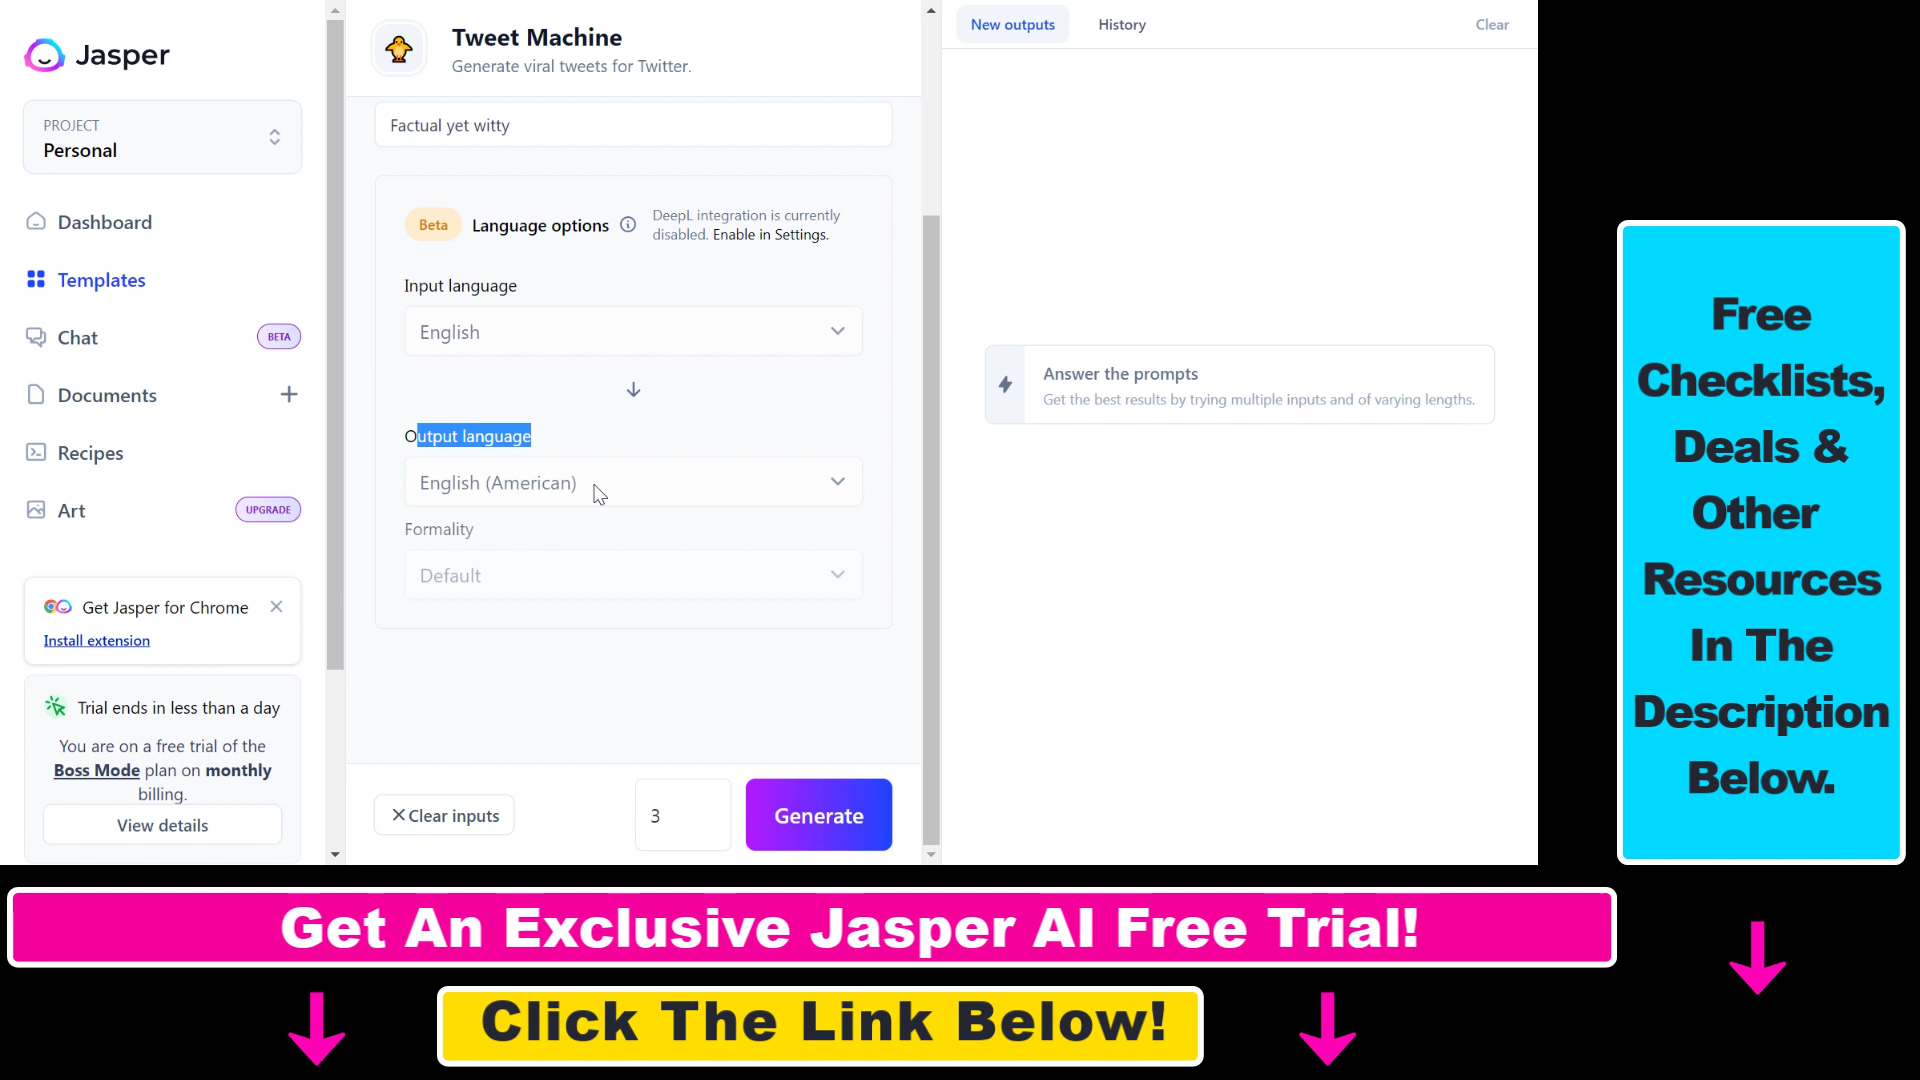 Jasper
PROJECT
Personal
Dashboard
Templates
Chat
BETA
Documents
Recipes
Art
UPGRADE
Get Jasper for Chrome
Install extension
Trial ends in less than a day
You are on a free trial of the
Boss Mode plan on monthly
billing.
View details
Tweet Machine
Generate viral tweets for Twitter.
Factual yet witty
Beta
Language options
DeepL integration is currently
disabled. Enable in Settings.
Input language
English
Output language
English (American)
Formality
Default
Clear inputs
3
Generate
New outputs
History
Clear
Answer the prompts
Get the best results by trying multiple inputs and of varying lengths.
Free
Checklists,
Deals &
Other
Resources
In The
Description
Below.
Get An Exclusive Jasper AI Free Trial!
Click The Link Below!